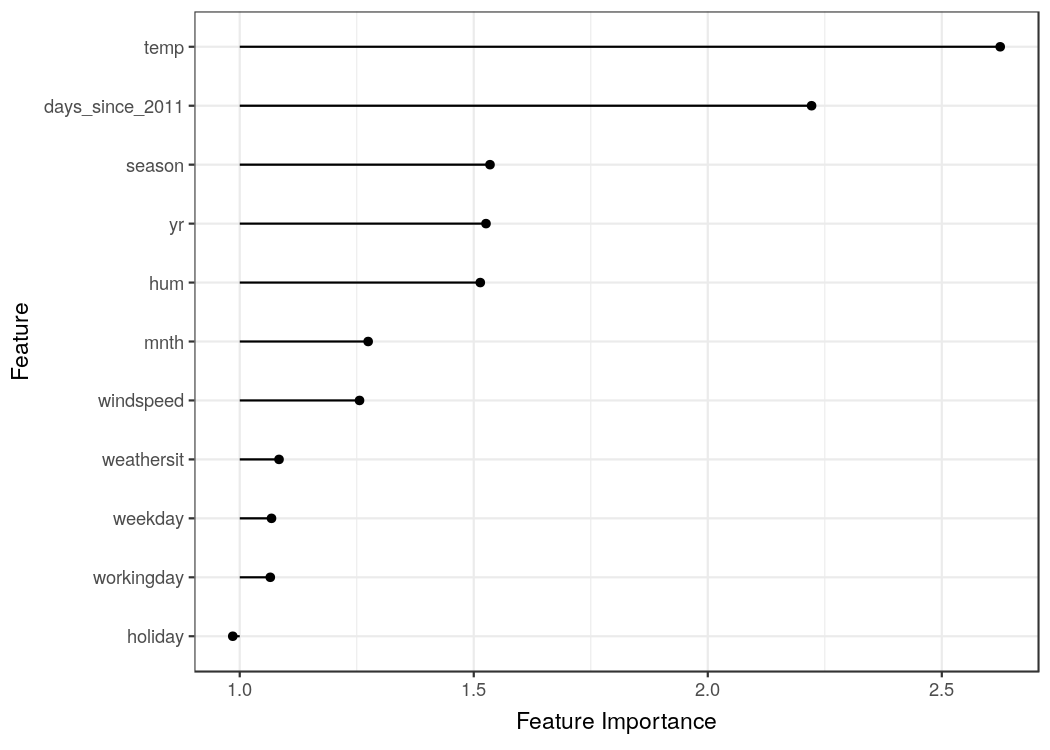 temp
days_since_2011
season
yr
hum
mnth
windspeed
weathersit
weekday
workingday
holiday
Feature
1.0 1.5 2.0 2.5
Feature Importance